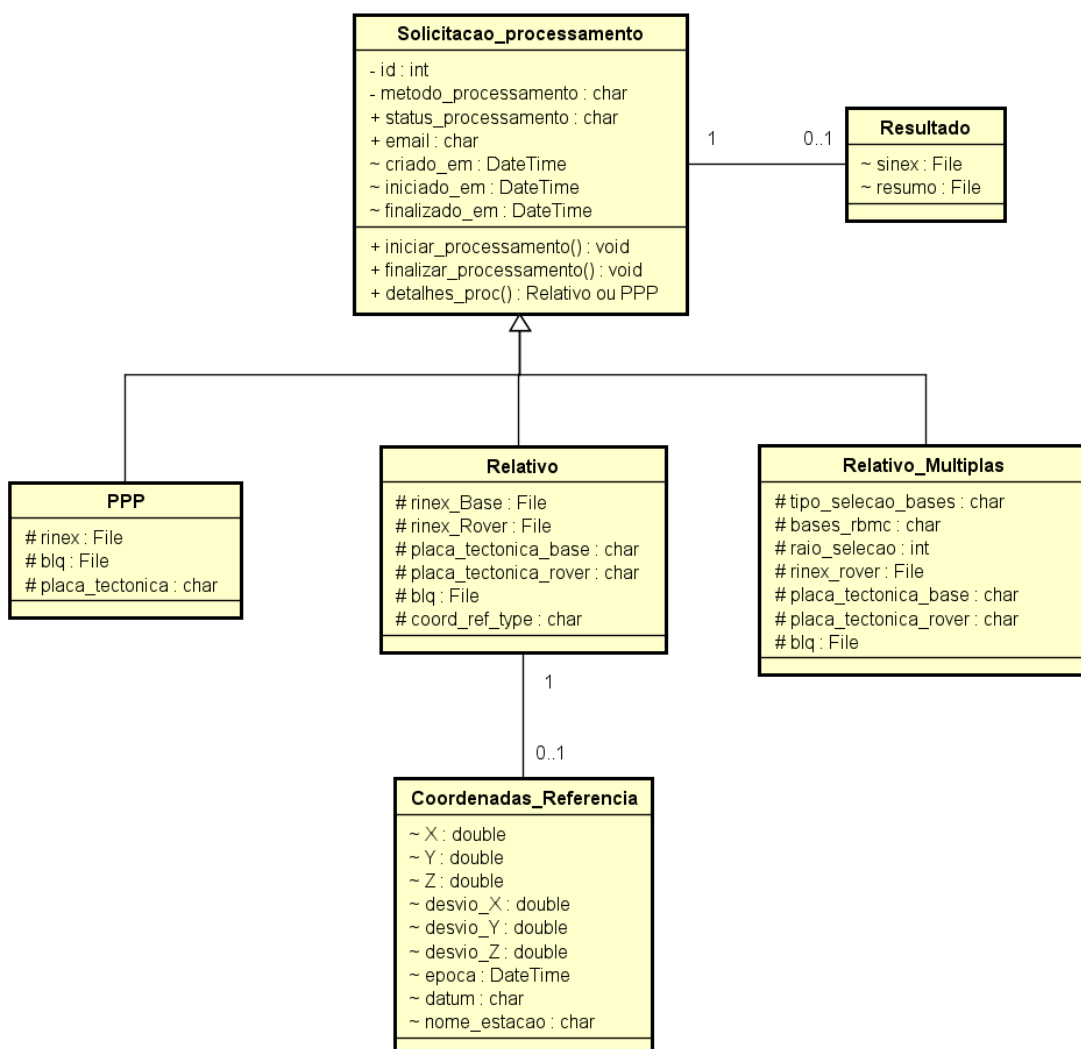 Solicitacao_processamento
- id : int
- metodo_processamento : char
+ status_processamento : char
+ email : char
~ criado_em : DateTime
~ iniciado_em : DateTime
~ finalizado_em : DateTime
+ iniciar_processamento() : void
+ finalizar_processamento() : void
+ detalhes_proc() : Relativo ou PPP
1
0..1
Resultado
~ sinex : File
~ resumo : File
PPP
# rinex : File
# blq : File
# placa_tectonica : char
Relativo
# rinex_Base : File
# rinex_Rover : File
# placa_tectonica_base : char
# placa_tectonica_rover : char
# blq : File
# coord_ref_type : char
Relativo_Multiplas
# tipo_selecao_bases : char
# bases_rbmc : char
# raio_selecao : int
# rinex_rover : File
# placa_tectonica_base : char
# placa_tectonica_rover : char
# blq : File
1
0..1
Coordenadas_Referencia
~ X : double
~ Y : double
~ Z : double
~ desvio_X : double
~ desvio_Y : double
~ desvio_Z : double
~ epoca : DateTime
~ datum : char
~ nome_estacao : char